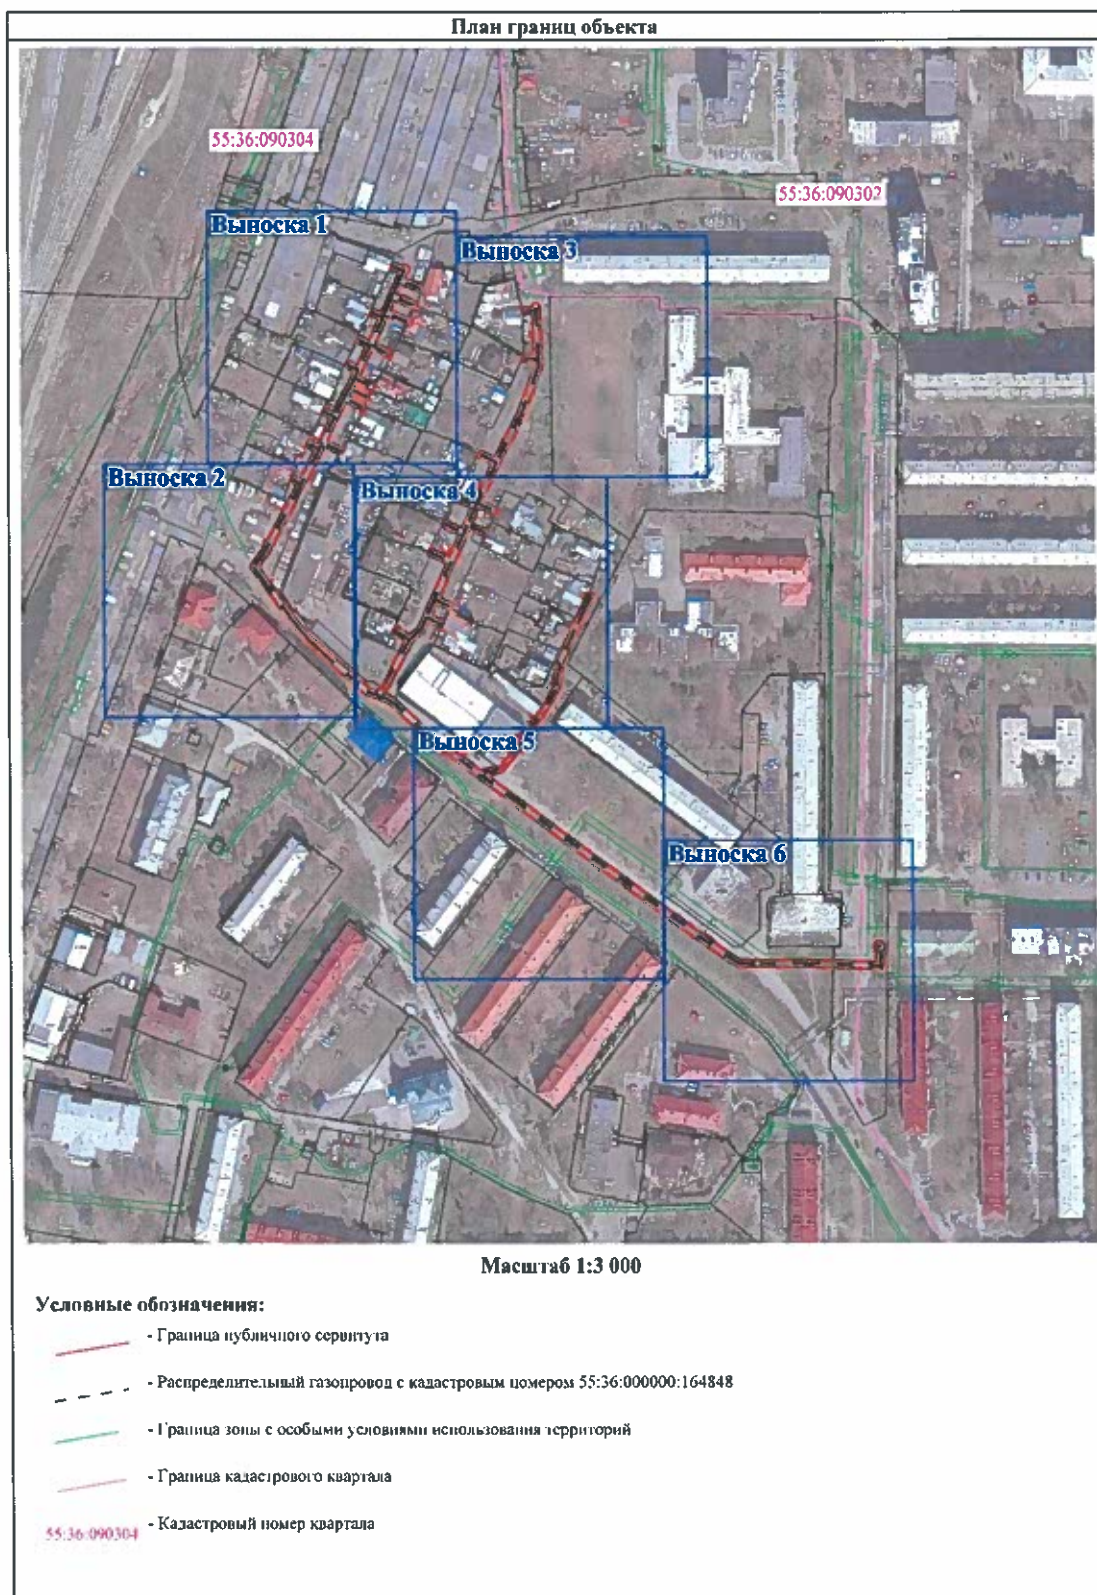 План границ объекта
55:36:090304
55:36:090302
Выноска 1
Выноска 3
Выноска 2
Выноска 4
Выноска 5
Выноска 6
Масштаб 1:3 000
Условные обозначения:
- Граница публичного сервитута
- Распределительный газопровод с кадастровым номером 55:36:000000:164848
- Граница зоны с особыми условиями использования территорий
- Граница кадастрового квартала
55:36:090304 - Кадастровый номер квартала